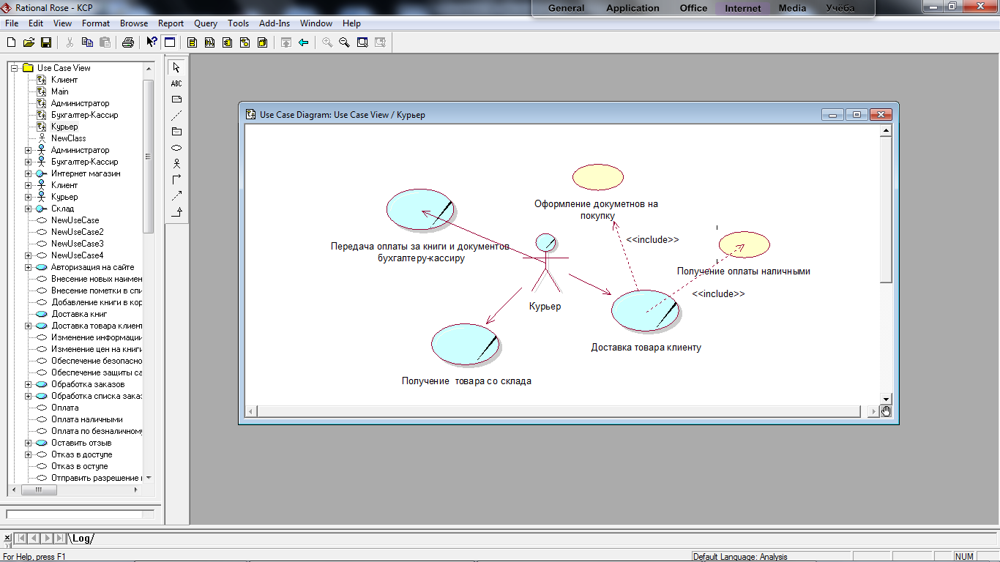 Rational Rose - KCP
General Application Office Internet Media Учёба
File Edit View Format Browse Report Query Tools Add-Ins Window Help
ABC
Use Case View
Клиент
Main
Администратор
Бухгалтер-Кассир
Курьер
NewClass
Администратор
Бухгалтер-Кассир
Интернет магазин
Клиент
Курьер
Склад
NewUseCase
NewUseCase2
NewUseCase3
NewUseCase4
Авторизация на сайте
Внесение новых наимен
Внесение пометки в спи
Добавление книги в кор
Доставка книг
Доставка товара клиент
Изменение информации
Изменение цен на книги
Обеспечение безопасно
Обеспечение защиты са
Обработка заказов
Обработка списка заказ
Оплата
Оплата наличными
Оплата по безналичному
Оставить отзыв
Отказ в доступе
Отказ в оступе
Отправить разрешение н
Use Case Diagram: Use Case View / Курьер
Оформление докуметнов на
покупку
<<include>>
Передача оплаты за книги и документов
бухгалтеру-кассиру
Получение оплаты наличными
<<include>>
Курьер
Доставка товара клиенту
Получение товара со склада
Log
For Help, press F1
Default Language: Analysis
NUM